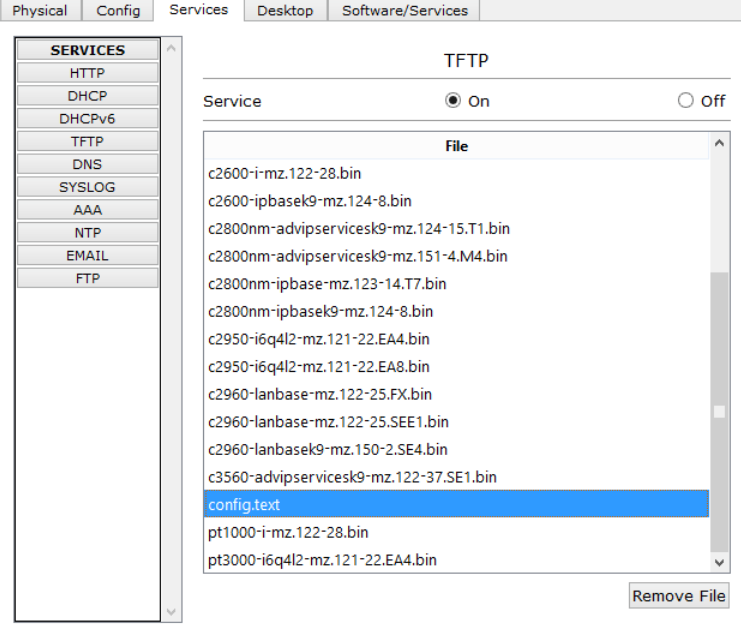 Physical Config Services Desktop Software/Services
SERVICES
HTTP
DHCP
DHCPv6
TFTP
DNS
SYSLOG
AAA
NTP
EMAIL
FTP
TFTP
Service On Off
File
c2600-i-mz.122-28.bin
c2600-ipbasek9-mz.124-8.bin
c2800nm-advipservicesk9-mz.124-15.T1.bin
c2800nm-advipservicesk9-mz.151-4.M4.bin
c2800nm-ipbase-mz.123-14.T7.bin
c2800nm-ipbasek9-mz.124-8.bin
c2950-i6q4l2-mz.121-22.EA4.bin
c2950-i6q4l2-mz.121-22.EA8.bin
c2960-lanbase-mz.122-25.FX.bin
c2960-lanbase-mz.122-25.SEE1.bin
c2960-lanbasek9-mz.150-2.SE4.bin
c3560-advipservicesk9-mz.122-37.SE1.bin
config.text
pt1000-i-mz.122-28.bin
pt3000-i6q4l2-mz.121-22.EA4.bin
Remove File